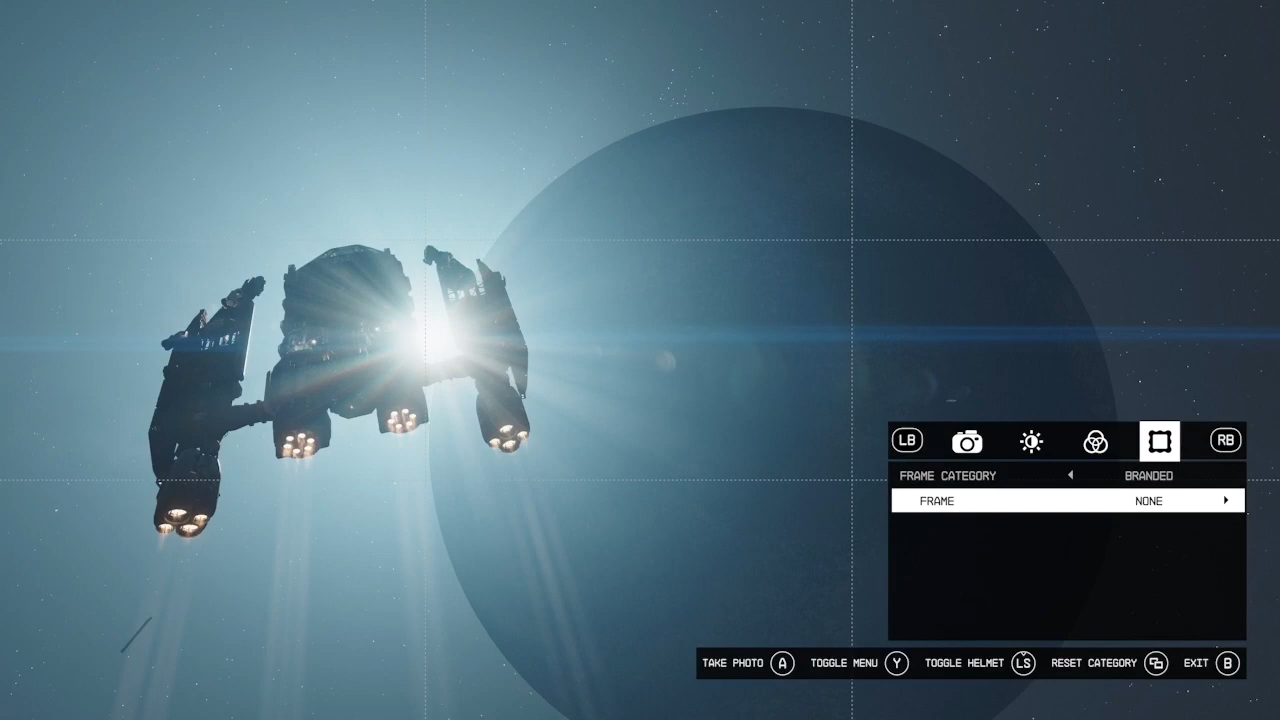 LB RB
FRAME CATEGORY BRANDED
FRAME NONE
TAKE PHOTO A TOGGLE MENU Y TOGGLE HELMET LS RESET CATEGORY EXIT B